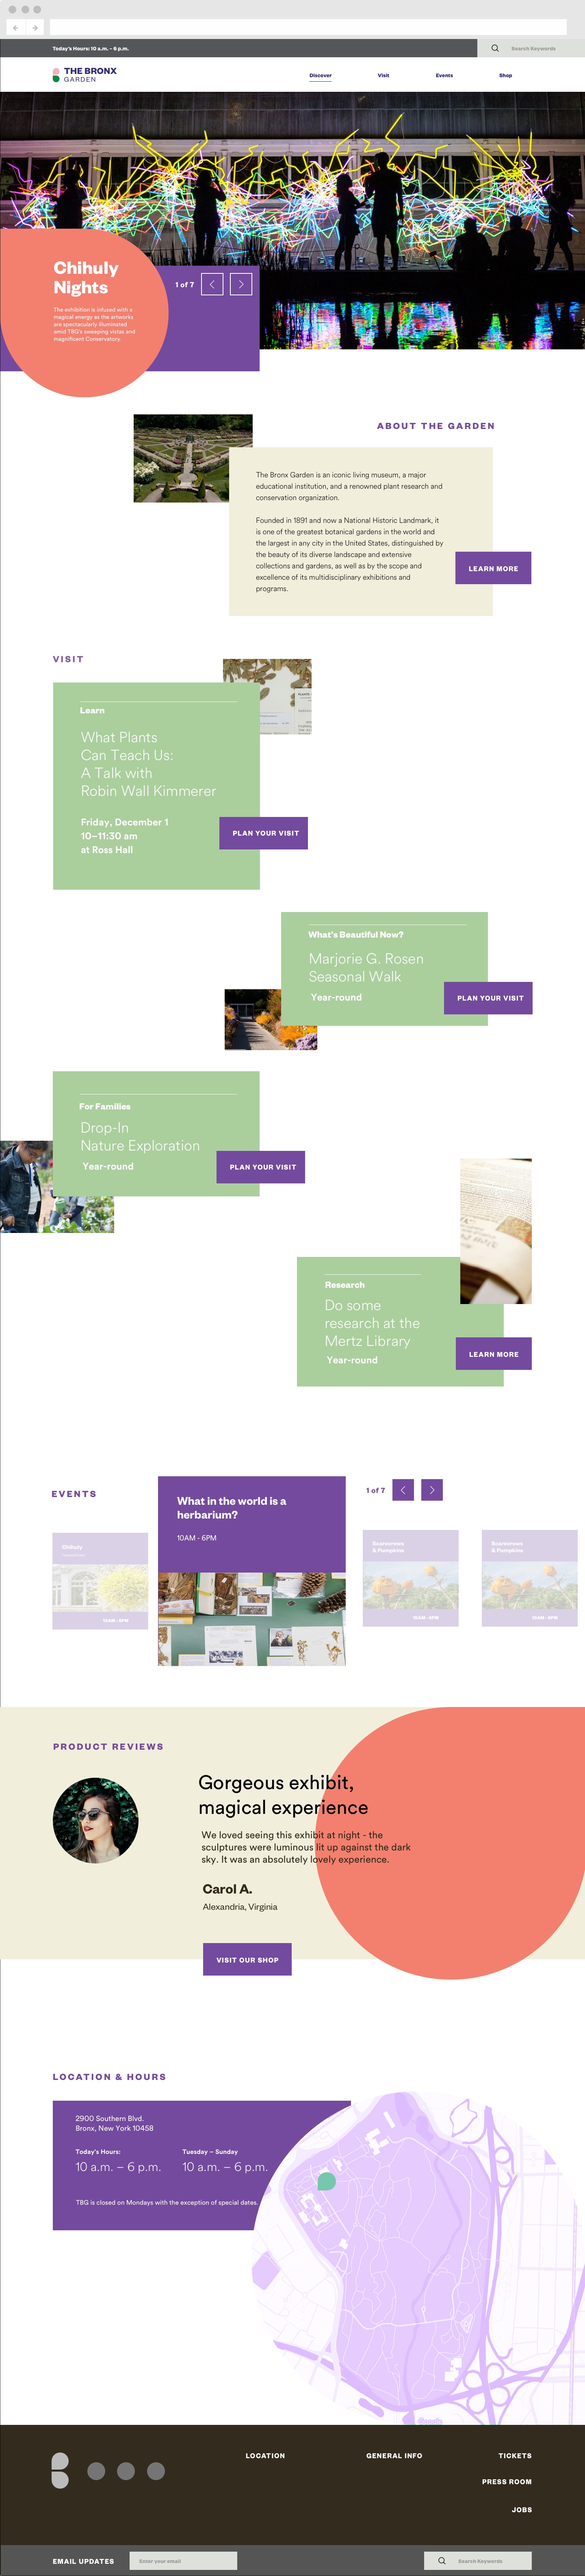 Today's Hours: 10 a.m. – 6 p.m.
Search Keywords
THE BRONX
GARDEN
Discover
Visit
Events
Shop
Chihuly
Nights
The exhibition is infused with a
magical energy as the artworks
are spectacularly illuminated
amid TBG's sweeping vistas and
magnificent Conservatory.
1 of 7
ABOUT THE GARDEN
The Bronx Garden is an iconic living museum, a major
educational institution, and a renowned plant research and
conservation organization.
Founded in 1891 and now a National Historic Landmark, it
is one of the greatest botanical gardens in the world and
the largest in any city in the United States, distinguished by
the beauty of its diverse landscape and extensive
collections and gardens, as well as by the scope and
excellence of its multidisciplinary exhibitions and
programs.
LEARN MORE
VISIT
Learn
What Plants
Can Teach Us:
A Talk with
Robin Wall Kimmerer
Friday, December 1
10–11:30 am
at Ross Hall
PLAN YOUR VISIT
What's Beautiful Now?
Marjorie G. Rosen
Seasonal Walk
Year-round
PLAN YOUR VISIT
For Families
Drop-In
Nature Exploration
Year-round
PLAN YOUR VISIT
Research
Do some
research at the
Mertz Library
Year-round
LEARN MORE
EVENTS
Chihuly
10AM - 6PM
What in the world is a
herbarium?
10AM - 6PM
1 of 7
Scarecrows
& Pumpkins
10AM - 6PM
Scarecrows
& Pumpkins
10AM - 6PM
PRODUCT REVIEWS
Gorgeous exhibit,
magical experience
We loved seeing this exhibit at night - the
sculptures were luminous lit up against the dark
sky. It was an absolutely lovely experience.
Carol A.
Alexandria, Virginia
VISIT OUR SHOP
LOCATION & HOURS
2900 Southern Blvd.
Bronx, New York 10458
Today's Hours:
10 a.m. – 6 p.m.
Tuesday – Sunday
10 a.m. – 6 p.m.
TBG is closed on Mondays with the exception of special dates.
Google
LOCATION
GENERAL INFO
TICKETS
PRESS ROOM
JOBS
EMAIL UPDATES
Enter your email
Search Keywords